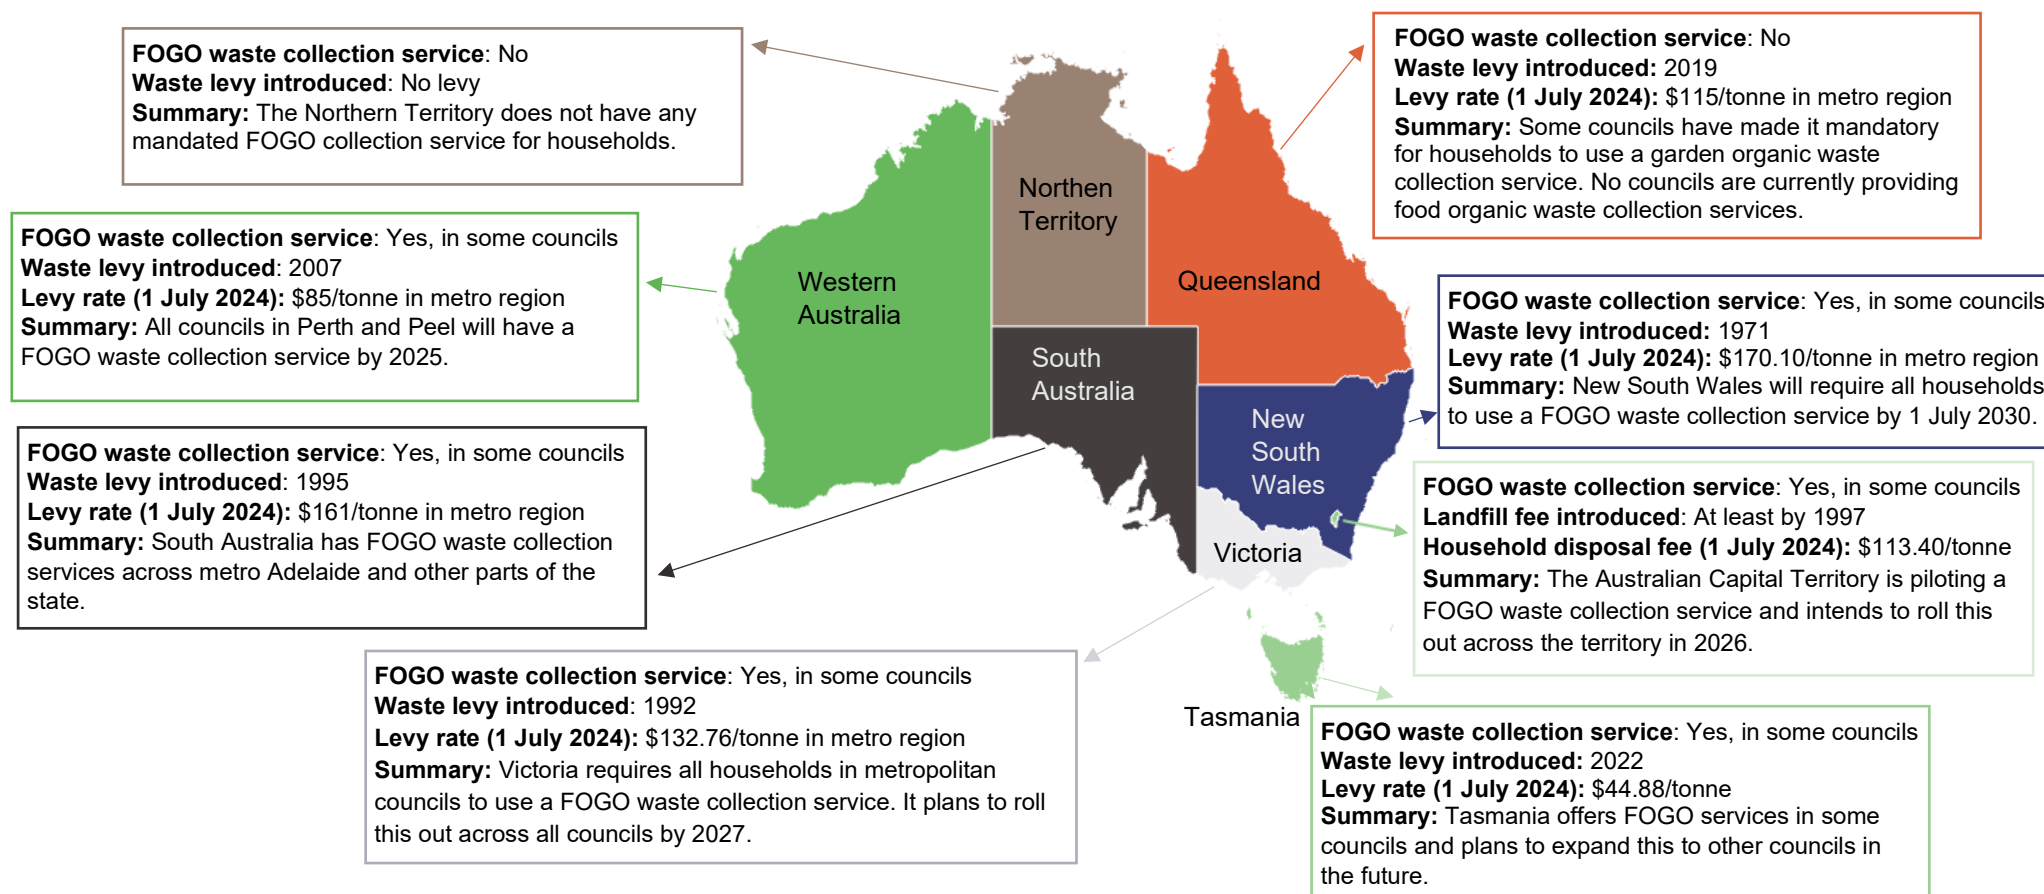 FOGO waste collection service: No
Waste levy introduced: No levy
Summary: The Northern Territory does not have any
mandated FOGO collection service for households.
FOGO waste collection service: No
Waste levy introduced: 2019
Levy rate (1 July 2024): $115/tonne in metro region
Summary: Some councils have made it mandatory
for households to use a garden organic waste
collection service. No councils are currently providing
food organic waste collection services.
FOGO waste collection service: Yes, in some councils
Waste levy introduced: 2007
Levy rate (1 July 2024): $85/tonne in metro region
Summary: All councils in Perth and Peel will have a
FOGO waste collection service by 2025.
Northen
Territory
Western
Australia
Queensland
South
Australia
New
South
Wales
Victoria
Tasmania
FOGO waste collection service: Yes, in some councils
Waste levy introduced: 1971
Levy rate (1 July 2024): $170.10/tonne in metro region
Summary: New South Wales will require all households
to use a FOGO waste collection service by 1 July 2030.
FOGO waste collection service: Yes, in some councils
Waste levy introduced: 1995
Levy rate (1 July 2024): $161/tonne in metro region
Summary: South Australia has FOGO waste collection
services across metro Adelaide and other parts of the
state.
FOGO waste collection service: Yes, in some councils
Landfill fee introduced: At least by 1997
Household disposal fee (1 July 2024): $113.40/tonne
Summary: The Australian Capital Territory is piloting a
FOGO waste collection service and intends to roll this
out across the territory in 2026.
FOGO waste collection service: Yes, in some councils
Waste levy introduced: 1992
Levy rate (1 July 2024): $132.76/tonne in metro region
Summary: Victoria requires all households in metropolitan
councils to use a FOGO waste collection service. It plans to roll
this out across all councils by 2027.
FOGO waste collection service: Yes, in some councils
Waste levy introduced: 2022
Levy rate (1 July 2024): $44.88/tonne
Summary: Tasmania offers FOGO services in some
councils and plans to expand this to other councils in
the future.